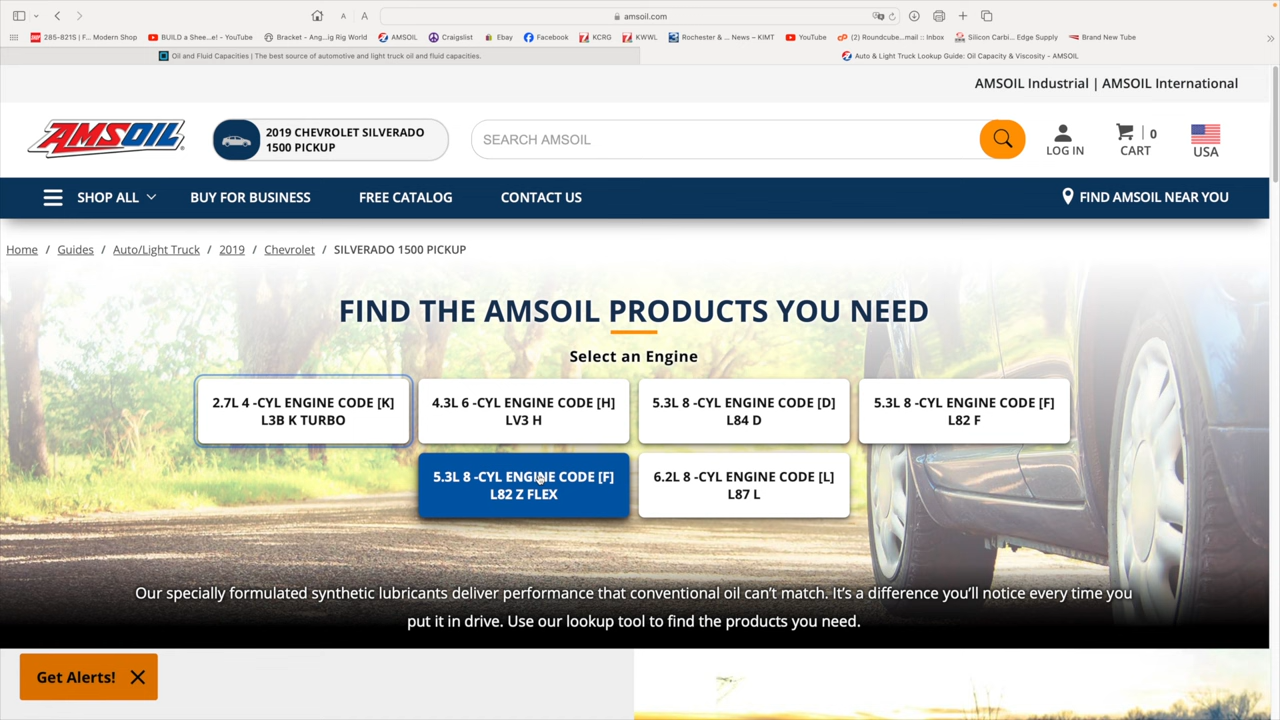 A A
amsoil.com
285-821S | F... Modern Shop
BUILD a Shee...e! - YouTube
Bracket - Ang...ig Rig World
AMSOIL
Craigslist
Ebay
Facebook
KCRG
KWWL
Rochester & ... News – KIMT
YouTube
(2) Roundcube...mail :: Inbox
Silicon Carbi... Edge Supply
Brand New Tube
Oil and Fluid Capacities | The best source of automotive and light truck oil and fluid capacities.
Auto & Light Truck Lookup Guide: Oil Capacity & Viscosity - AMSOIL
AMSOIL Industrial | AMSOIL International
AMSOIL
2019 CHEVROLET SILVERADO
1500 PICKUP
SEARCH AMSOIL
LOG IN
0
CART
USA
SHOP ALL
BUY FOR BUSINESS
FREE CATALOG
CONTACT US
FIND AMSOIL NEAR YOU
Home / Guides / Auto/Light Truck / 2019 / Chevrolet / SILVERADO 1500 PICKUP
FIND THE AMSOIL PRODUCTS YOU NEED
Select an Engine
2.7L 4 -CYL ENGINE CODE [K]
L3B K TURBO
4.3L 6 -CYL ENGINE CODE [H]
LV3 H
5.3L 8 -CYL ENGINE CODE [D]
L84 D
5.3L 8 -CYL ENGINE CODE [F]
L82 F
5.3L 8 -CYL ENGINE CODE [F]
L82 Z FLEX
6.2L 8 -CYL ENGINE CODE [L]
L87 L
Our specially formulated synthetic lubricants deliver performance that conventional oil can't match. It's a difference you'll notice every time you
put it in drive. Use our lookup tool to find the products you need.
Get Alerts!